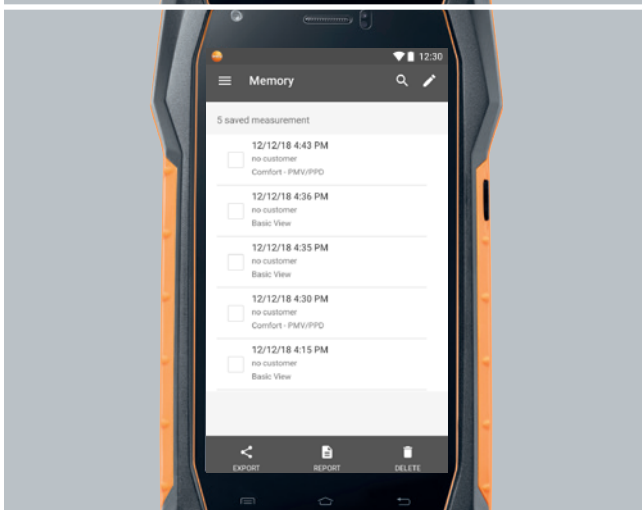 12:30
Memory
5 saved measurement
12/12/18 4:43 PM
no customer
Comfort - PMV/PPD
12/12/18 4:36 PM
no customer
Basic View
12/12/18 4:35 PM
no customer
Basic View
12/12/18 4:30 PM
no customer
Comfort - PMV/PPD
12/12/18 4:15 PM
no customer
Basic View
EXPORT REPORT DELETE